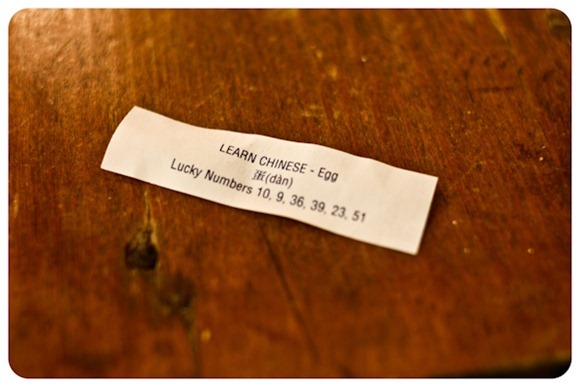 LEARN CHINESE - Egg
蛋(dàn)
Lucky Numbers 10, 9, 36, 39, 23, 51